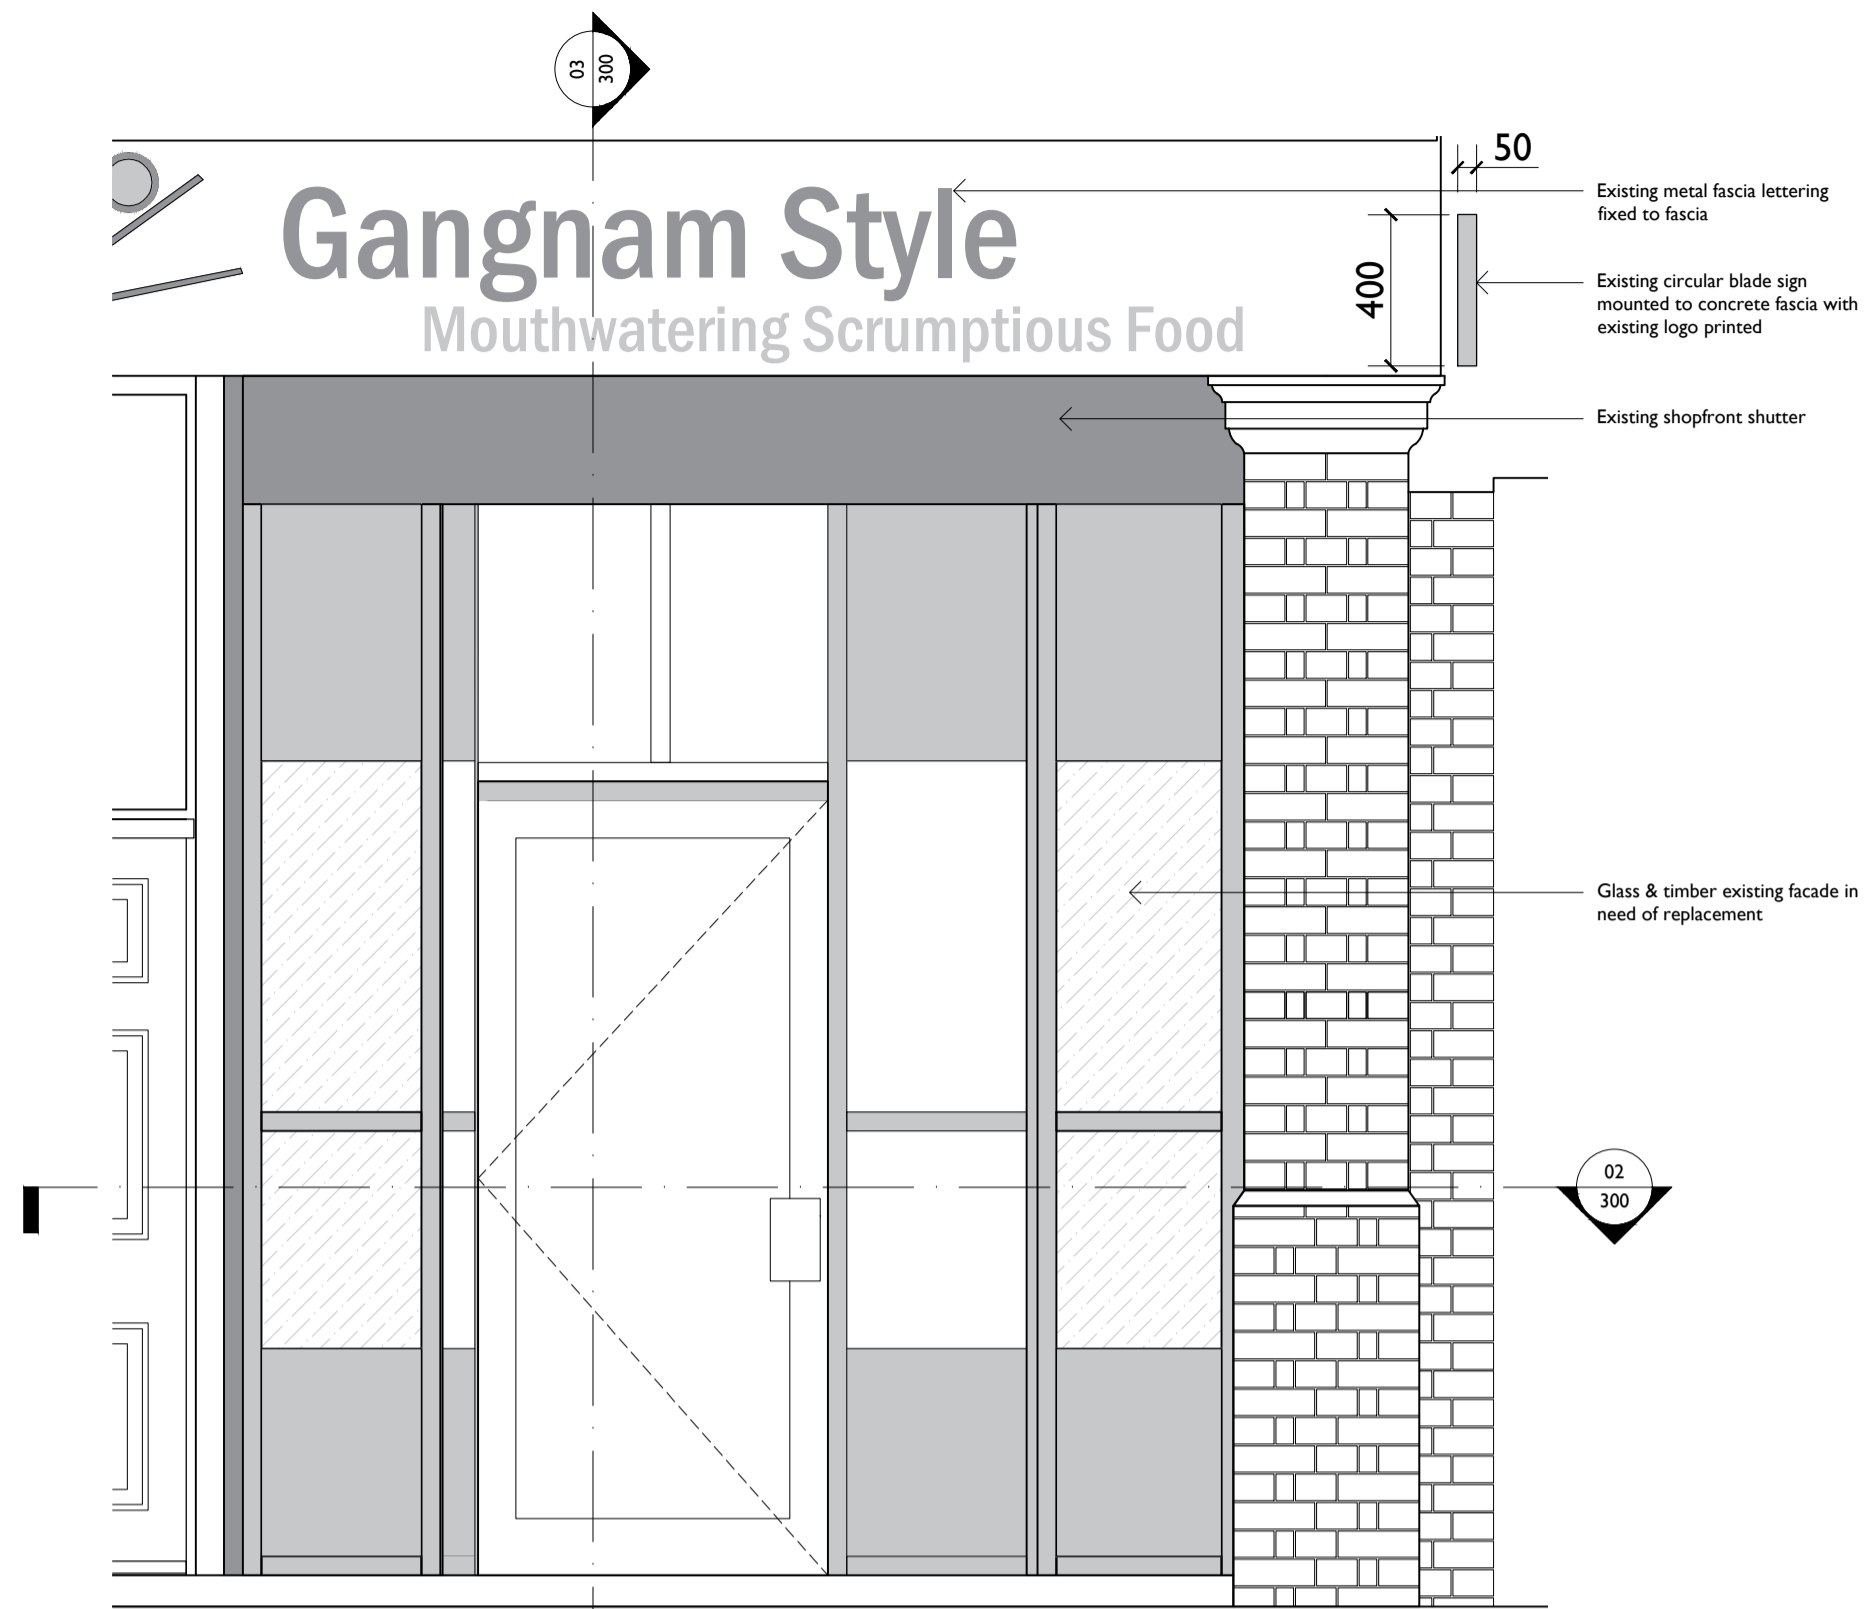 03
300
50
Gangnam Style
Mouthwatering Scrumptious Food
400
Existing metal fascia lettering
fixed to fascia
Existing circular blade sign
mounted to concrete fascia with
existing logo printed
Existing shopfront shutter
Glass & timber existing facade in
need of replacement
02
300